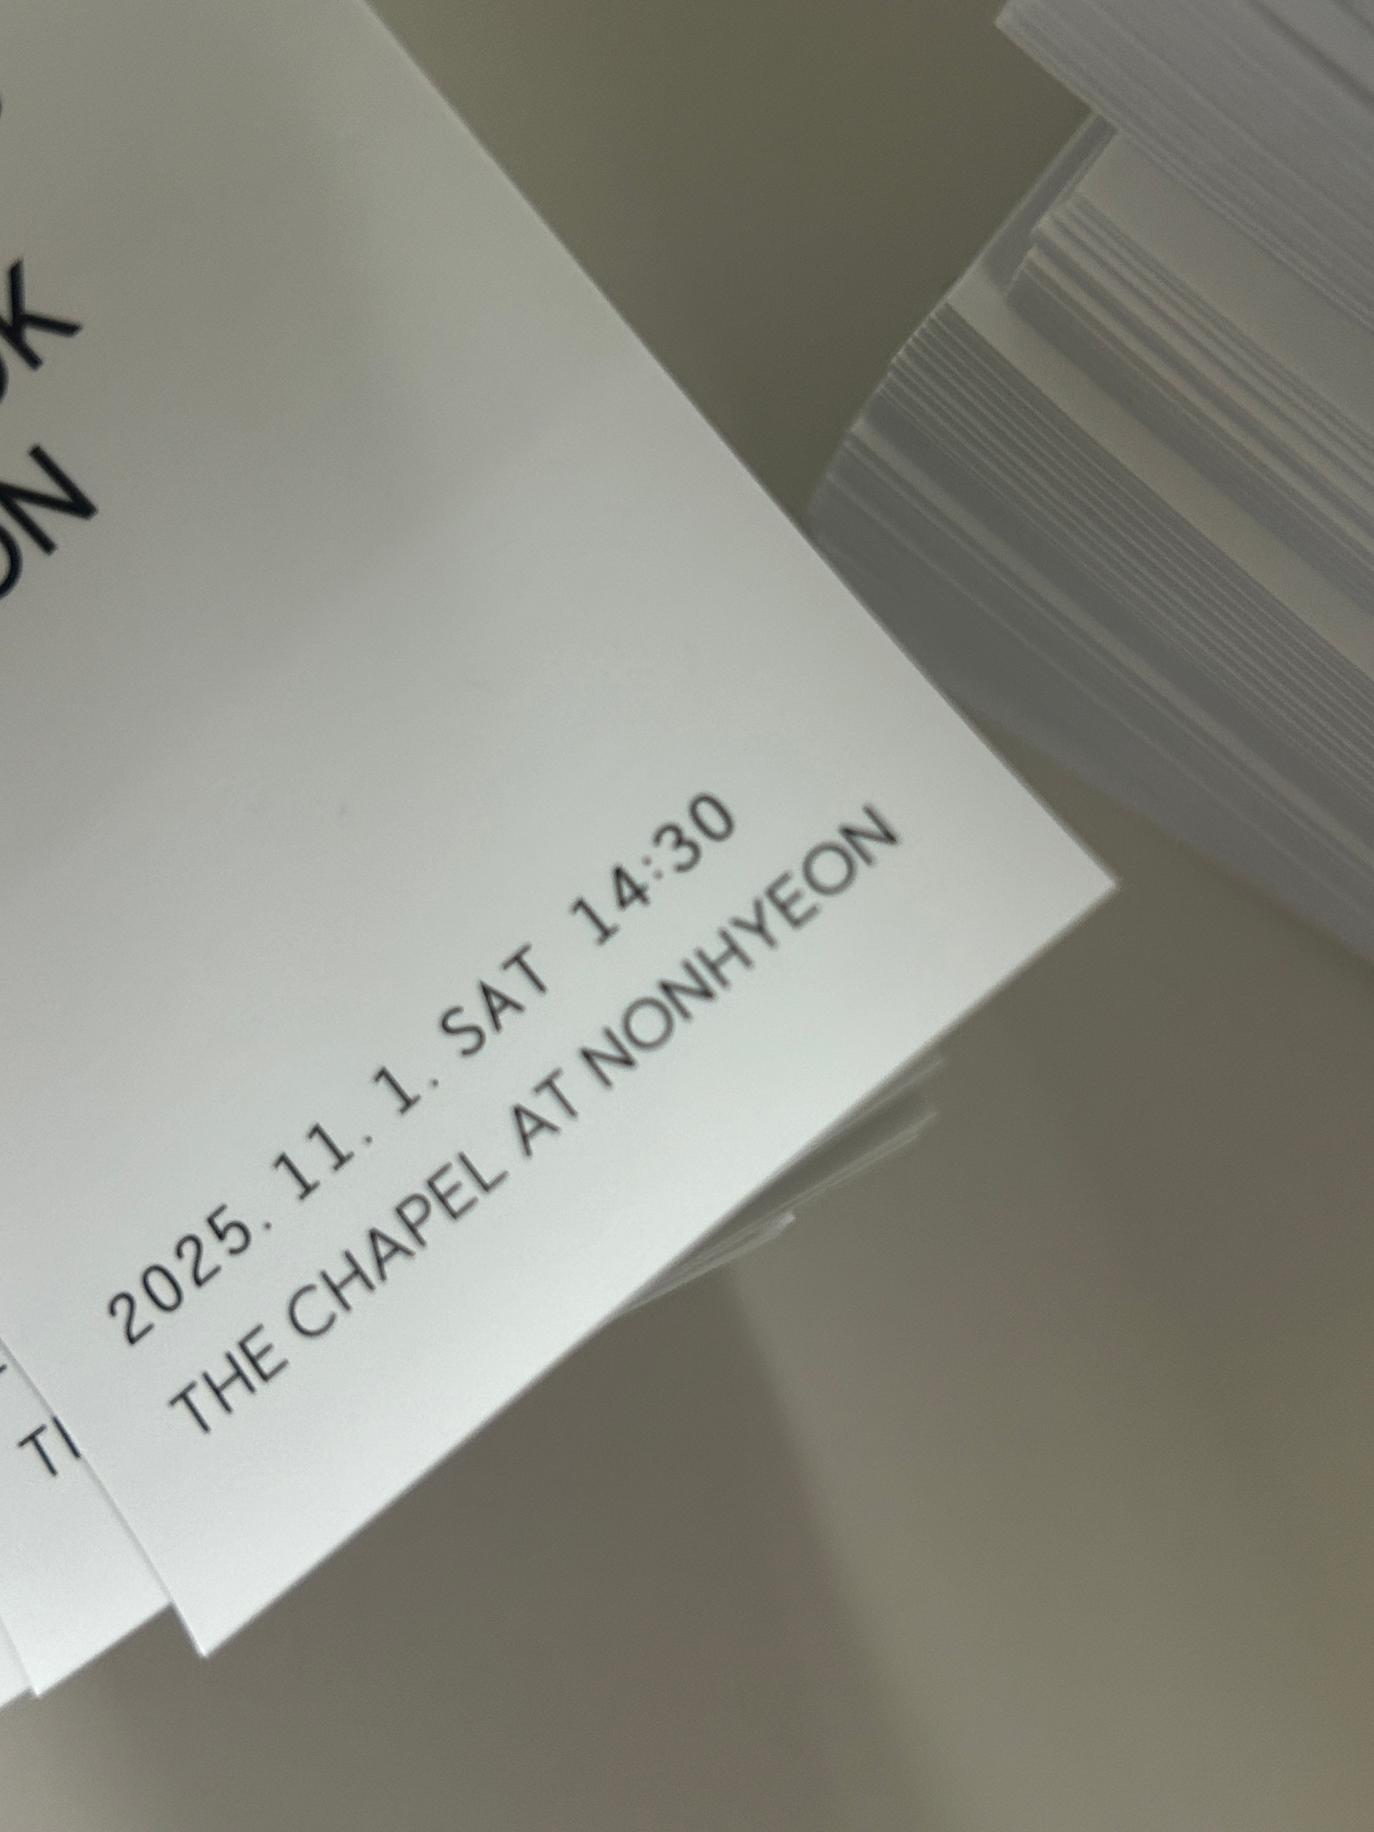 2025. 11. 1. SAT 14:30
THE CHAPEL AT NONHYEON